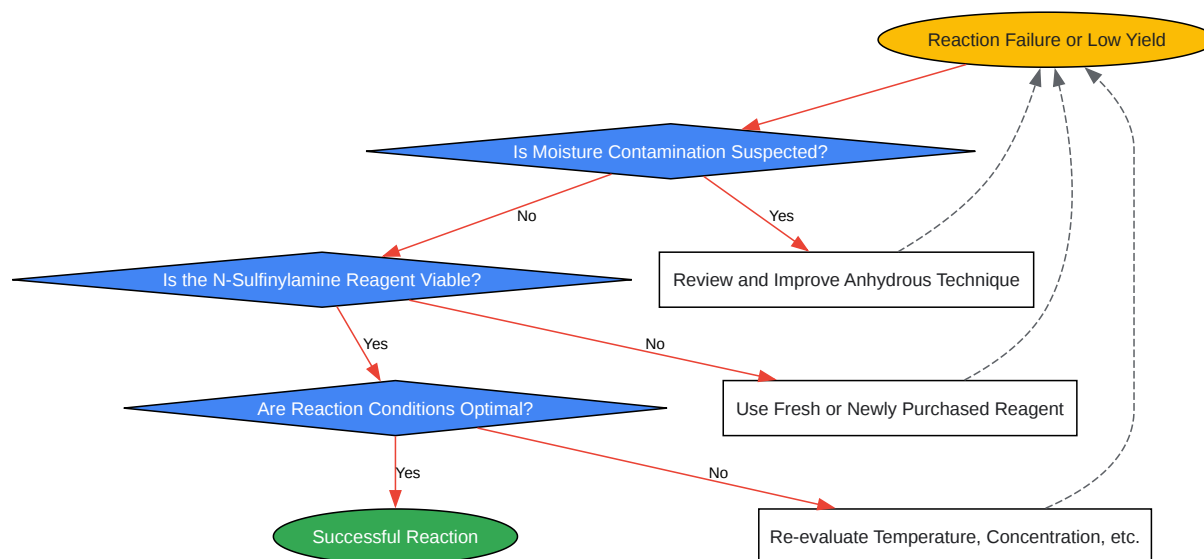 Reaction Failure or Low Yield
Is Moisture Contamination Suspected?
No
Yes
Is the N-Sulfinylamine Reagent Viable?
Review and Improve Anhydrous Technique
Yes
No
Are Reaction Conditions Optimal?
Use Fresh or Newly Purchased Reagent
Yes
No
Successful Reaction
Re-evaluate Temperature, Concentration, etc.